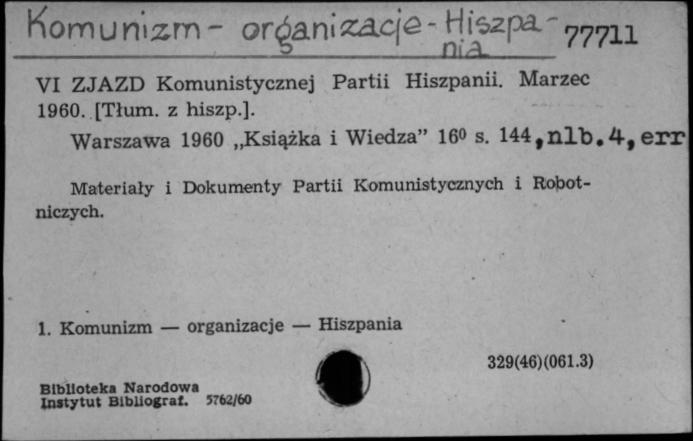 Komunizm - organizacje - Hiszpa-
nia
77711
VI ZJAZD Komunistycznej Partii Hiszpanii. Marzec
1960. [Tłum. z hiszp.].
Warszawa 1960 „Książka i Wiedza” 16⁰ s. 144, nlb. 4, err
Materiały i Dokumenty Partii Komunistycznych i Robot-
niczych.
1. Komunizm — organizacje — Hiszpania
329(46)(061.3)
Biblioteka Narodowa
Instytut Bibliograf. 5762/60